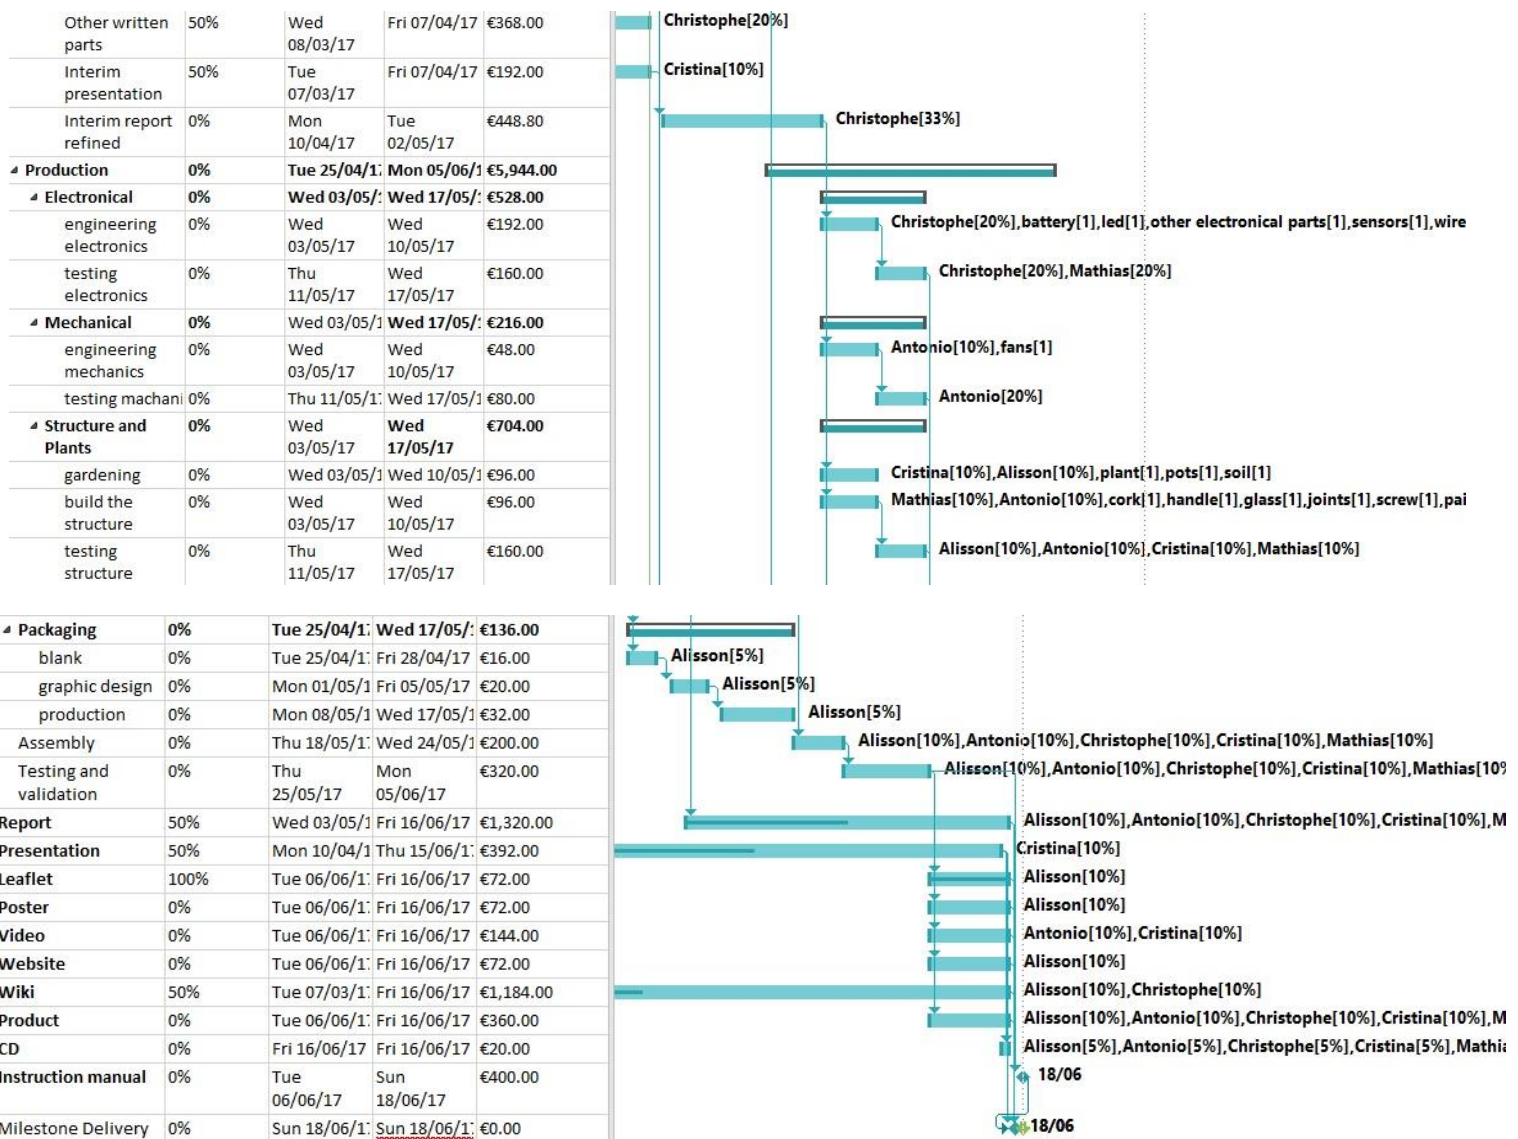 Other written parts 50% Wed 08/03/17 Fri 07/04/17 €368.00 Christophe[20%]
Interim presentation 50% Tue 07/03/17 Fri 07/04/17 €192.00 Cristina[10%]
Interim report refined 0% Mon 10/04/17 Tue 02/05/17 €448.80 Christophe[33%]
Production 0% Tue 25/04/1 Mon 05/06/1 €5,944.00
Electronical 0% Wed 03/05/ Wed 17/05/ €528.00
engineering electronics 0% Wed 03/05/17 Wed 10/05/17 €192.00 Christophe[20%],battery[1],led[1],other electronical parts[1],sensors[1],wire
testing electronics 0% Thu 11/05/17 Wed 17/05/17 €160.00 Christophe[20%],Mathias[20%]
Mechanical 0% Wed 03/05/1 Wed 17/05/ €216.00
engineering mechanics 0% Wed 03/05/17 Wed 10/05/17 €48.00 Antonio[10%],fans[1]
testing machani 0% Thu 11/05/1 Wed 17/05/1 €80.00 Antonio[20%]
Structure and Plants 0% Wed 03/05/17 Wed 17/05/17 €704.00
gardening 0% Wed 03/05/1 Wed 10/05/1 €96.00 Cristina[10%],Alisson[10%],plant[1],pots[1],soil[1]
build the structure 0% Wed 03/05/17 Wed 10/05/17 €96.00 Mathias[10%],Antonio[10%],cork[1],handle[1],glass[1],joints[1],screw[1],pai
testing structure 0% Thu 11/05/17 Wed 17/05/17 €160.00 Alisson[10%],Antonio[10%],Cristina[10%],Mathias[10%]
Packaging 0% Tue 25/04/1 Wed 17/05/ €136.00
blank 0% Tue 25/04/1 Fri 28/04/17 €16.00 Alisson[5%]
graphic design 0% Mon 01/05/1 Fri 05/05/17 €20.00 Alisson[5%]
production 0% Mon 08/05/1 Wed 17/05/1 €32.00 Alisson[5%]
Assembly 0% Thu 18/05/1 Wed 24/05/1 €200.00 Alisson[10%],Antonio[10%],Christophe[10%],Cristina[10%],Mathias[10%]
Testing and validation 0% Thu 25/05/17 Mon 05/06/17 €320.00 Alisson[10%],Antonio[10%],Christophe[10%],Cristina[10%],Mathias[10%
Report 50% Wed 03/05/1 Fri 16/06/17 €1,320.00 Alisson[10%],Antonio[10%],Christophe[10%],Cristina[10%],M
Presentation 50% Mon 10/04/1 Thu 15/06/1 €392.00 Cristina[10%]
Leaflet 100% Tue 06/06/1 Fri 16/06/17 €72.00 Alisson[10%]
Poster 0% Tue 06/06/1 Fri 16/06/17 €72.00 Alisson[10%]
Video 0% Tue 06/06/1 Fri 16/06/17 €144.00 Antonio[10%],Cristina[10%]
Website 0% Tue 06/06/1 Fri 16/06/17 €72.00 Alisson[10%]
Wiki 50% Tue 07/03/1 Fri 16/06/17 €1,184.00 Alisson[10%],Christophe[10%]
Product 0% Tue 06/06/1 Fri 16/06/17 €360.00 Alisson[10%],Antonio[10%],Christophe[10%],Cristina[10%],M
CD 0% Fri 16/06/17 Fri 16/06/17 €20.00 Alisson[5%],Antonio[5%],Christophe[5%],Cristina[5%],Mathia
Instruction manual 0% Tue 06/06/17 Sun 18/06/17 €400.00 18/06
Milestone Delivery 0% Sun 18/06/1 Sun 18/06/1 €0.00 18/06